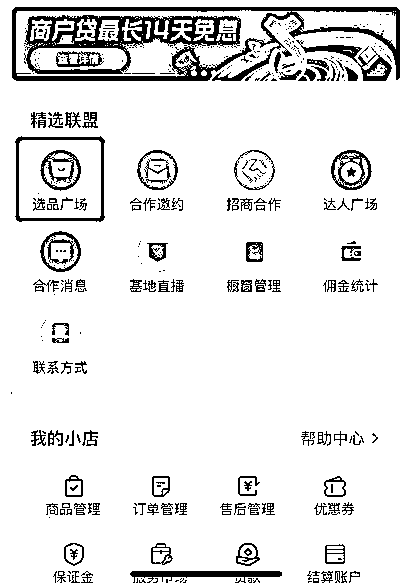 商户贷最长14天免息
查看详情
精选联盟
选品广场 合作邀约 招商合作 达人广场
合作消息 基地直播 橱窗管理 佣金统计
联系方式
我的小店 帮助中心 >
商品管理 订单管理 售后管理 优惠券
保证金 服务市场 贷款 结算账户